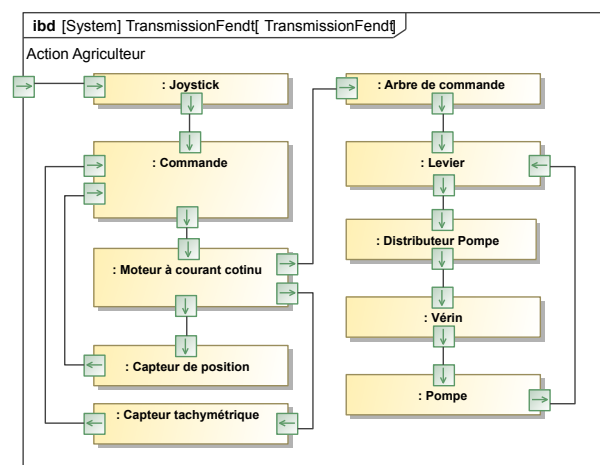 ibd [System] TransmissionFendt[ TransmissionFendt]
Action Agriculteur
: Joystick
: Commande
: Moteur à courant cotinu
: Capteur de position
: Capteur tachymétrique
: Arbre de commande
: Levier
: Distributeur Pompe
: Vérin
: Pompe